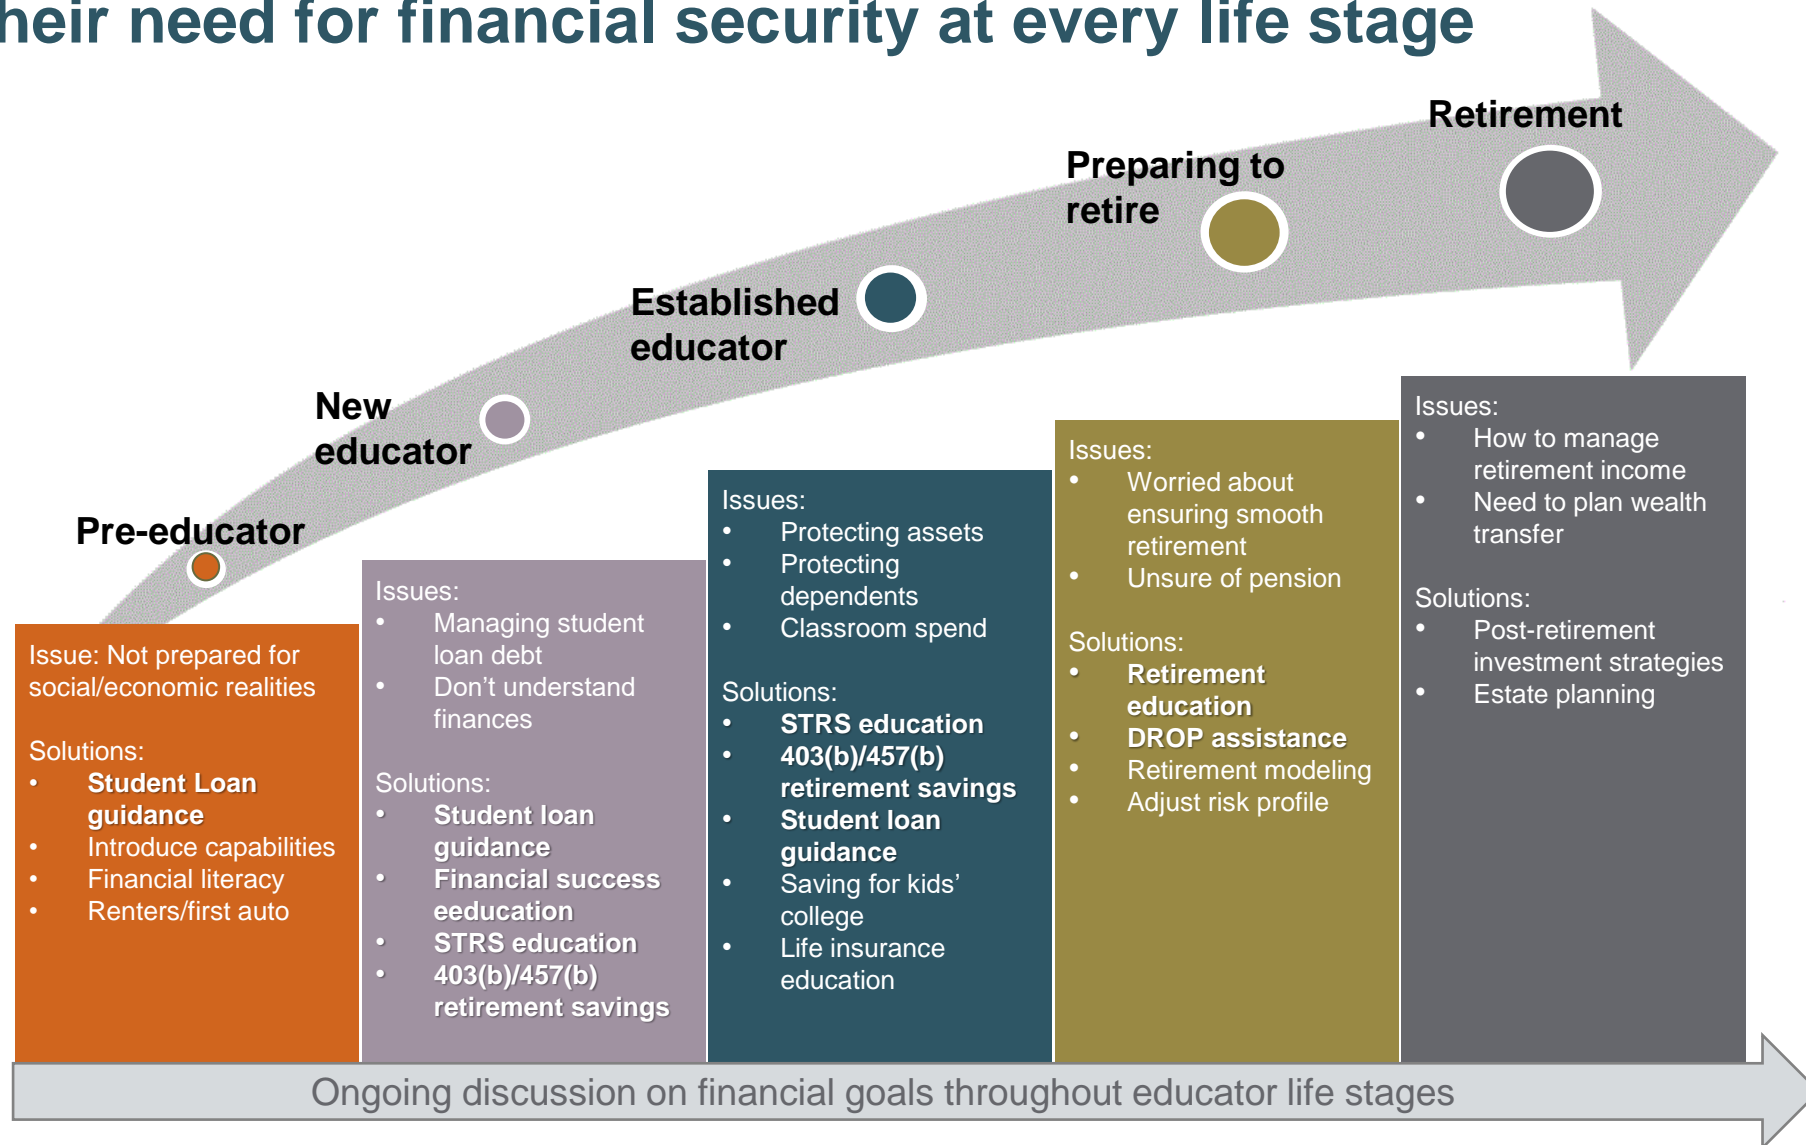 heir need for financial security at every life stage
Retirement
Preparing to
retire
Established
educator
New
educator
Pre-educator
Issue: Not prepared for
social/economic realities
Solutions:
• Student Loan
guidance
• Introduce capabilities
• Financial literacy
• Renters/first auto
Issues:
• Managing student
loan debt
• Don’t understand
finances
Solutions:
• Student loan
guidance
• Financial success
eeducation
• STRS education
• 403(b)/457(b)
retirement savings
Issues:
• Protecting assets
• Protecting
dependents
• Classroom spend
Solutions:
• STRS education
• 403(b)/457(b)
retirement savings
• Student loan
guidance
• Saving for kids’
college
• Life insurance
education
Issues:
• Worried about
ensuring smooth
retirement
• Unsure of pension
Solutions:
• Retirement
education
• DROP assistance
• Retirement modeling
• Adjust risk profile
Issues:
• How to manage
retirement income
• Need to plan wealth
transfer
Solutions:
• Post-retirement
investment strategies
• Estate planning
Ongoing discussion on financial goals throughout educator life stages